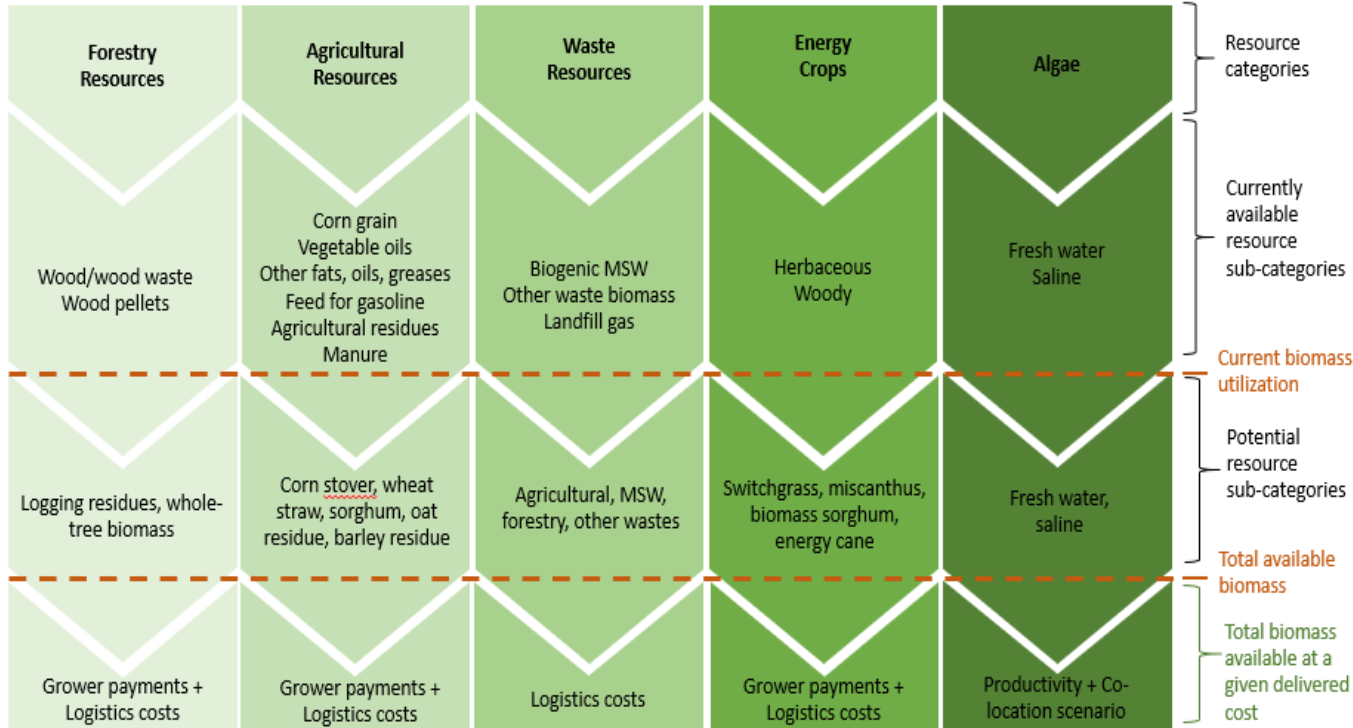 Forestry
Resources
Agricultural
Resources
Waste
Resources
Energy
Crops
Algae
Resource
categories
Wood/wood waste
Wood pellets
Corn grain
Vegetable oils
Other fats, oils, greases
Feed for gasoline
Agricultural residues
Manure
Biogenic MSW
Other waste biomass
Landfill gas
Herbaceous
Woody
Fresh water
Saline
Currently
available
resource
sub-categories
Current biomass
utilization
Logging residues, whole-
tree biomass
Corn stover, wheat
straw, sorghum, oat
residue, barley residue
Agricultural, MSW,
forestry, other wastes
Switchgrass, miscanthus,
biomass sorghum,
energy cane
Fresh water,
saline
Potential
resource
sub-categories
Total available
biomass
Grower payments +
Logistics costs
Grower payments +
Logistics costs
Logistics costs
Grower payments +
Logistics costs
Productivity + Co-
location scenario
Total biomass
available at a
given delivered
cost